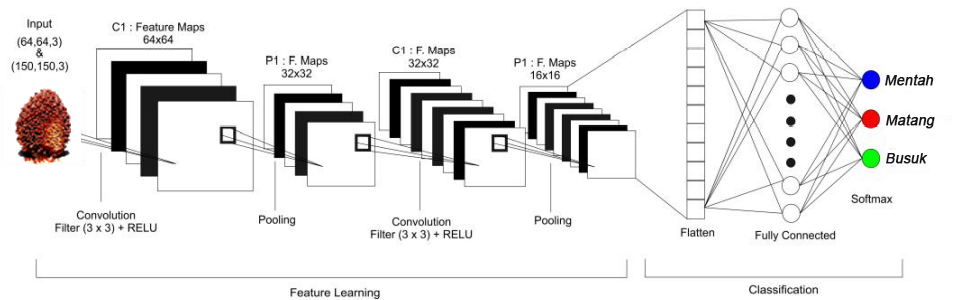 Input
(64,64,3)
&
(150,150,3)
C1 : Feature Maps
64x64
P1 : F. Maps
32x32
C1 : F. Maps
32x32
P1 : F. Maps
16x16
Mentah
Matang
Busuk
Softmax
Convolution
Filter (3 x 3) + RELU
Pooling
Convolution
Filter (3 x 3) + RELU
Pooling
Flatten
Fully Connected
Feature Learning
Classification